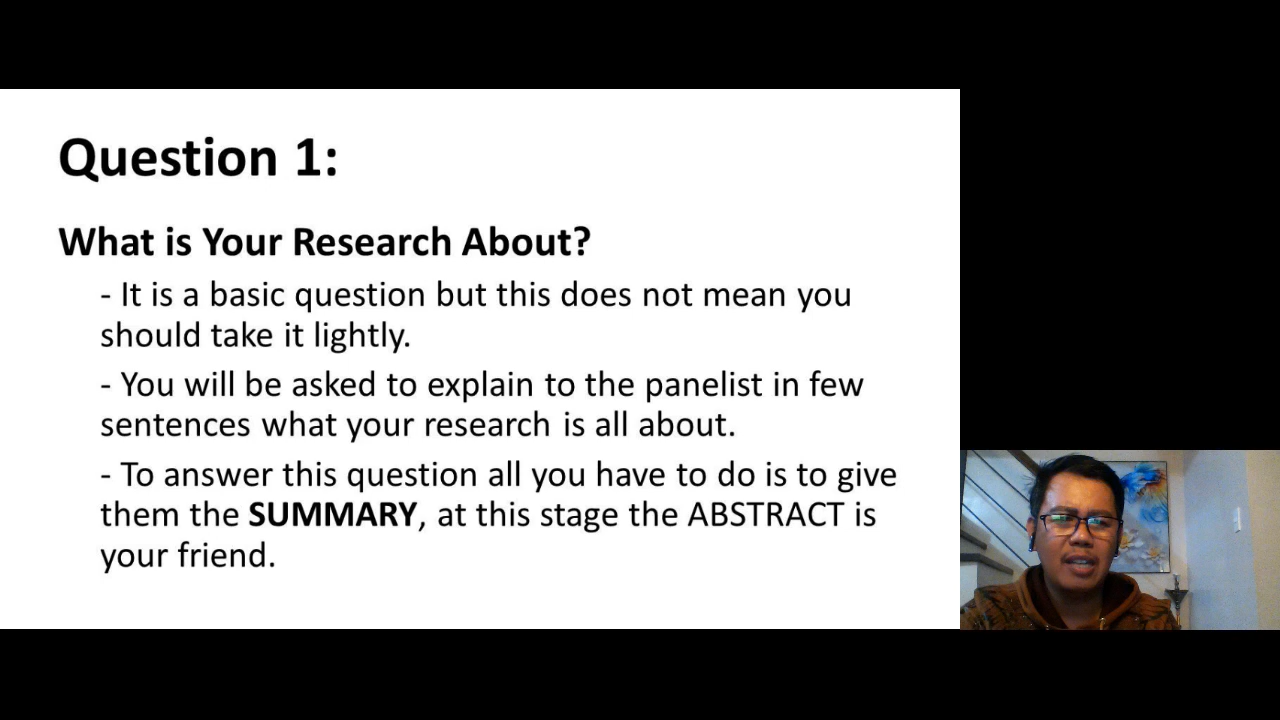 Question 1:
What is Your Research About?
- It is a basic question but this does not mean you
should take it lightly.
- You will be asked to explain to the panelist in few
sentences what your research is all about.
- To answer this question all you have to do is to give
them the SUMMARY, at this stage the ABSTRACT is
your friend.